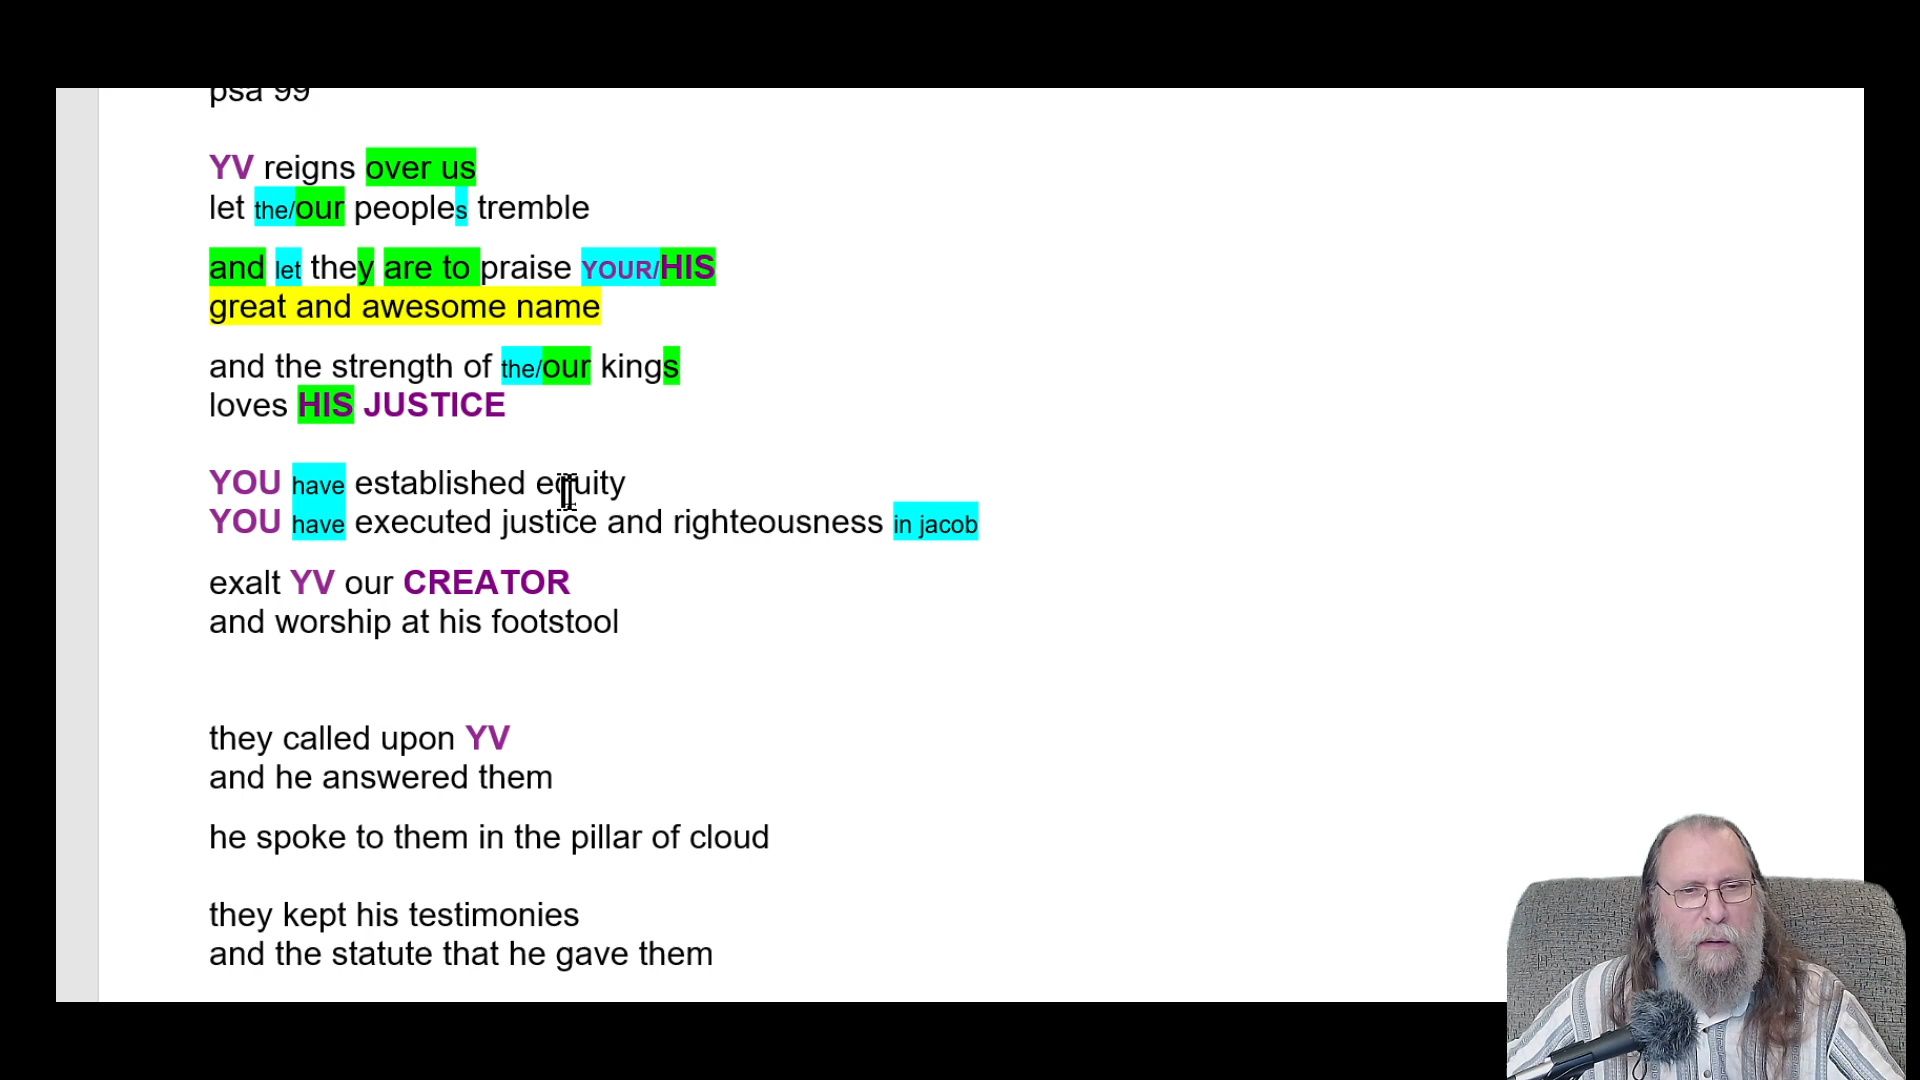 psa 99
YV reigns over us
let the/our peoples tremble
and let they are to praise YOUR/HIS
great and awesome name
and the strength of the/our kings
loves HIS JUSTICE
YOU have established equity
YOU have executed justice and righteousness in jacob
exalt YV our CREATOR
and worship at his footstool
they called upon YV
and he answered them
he spoke to them in the pillar of cloud
they kept his testimonies
and the statute that he gave them